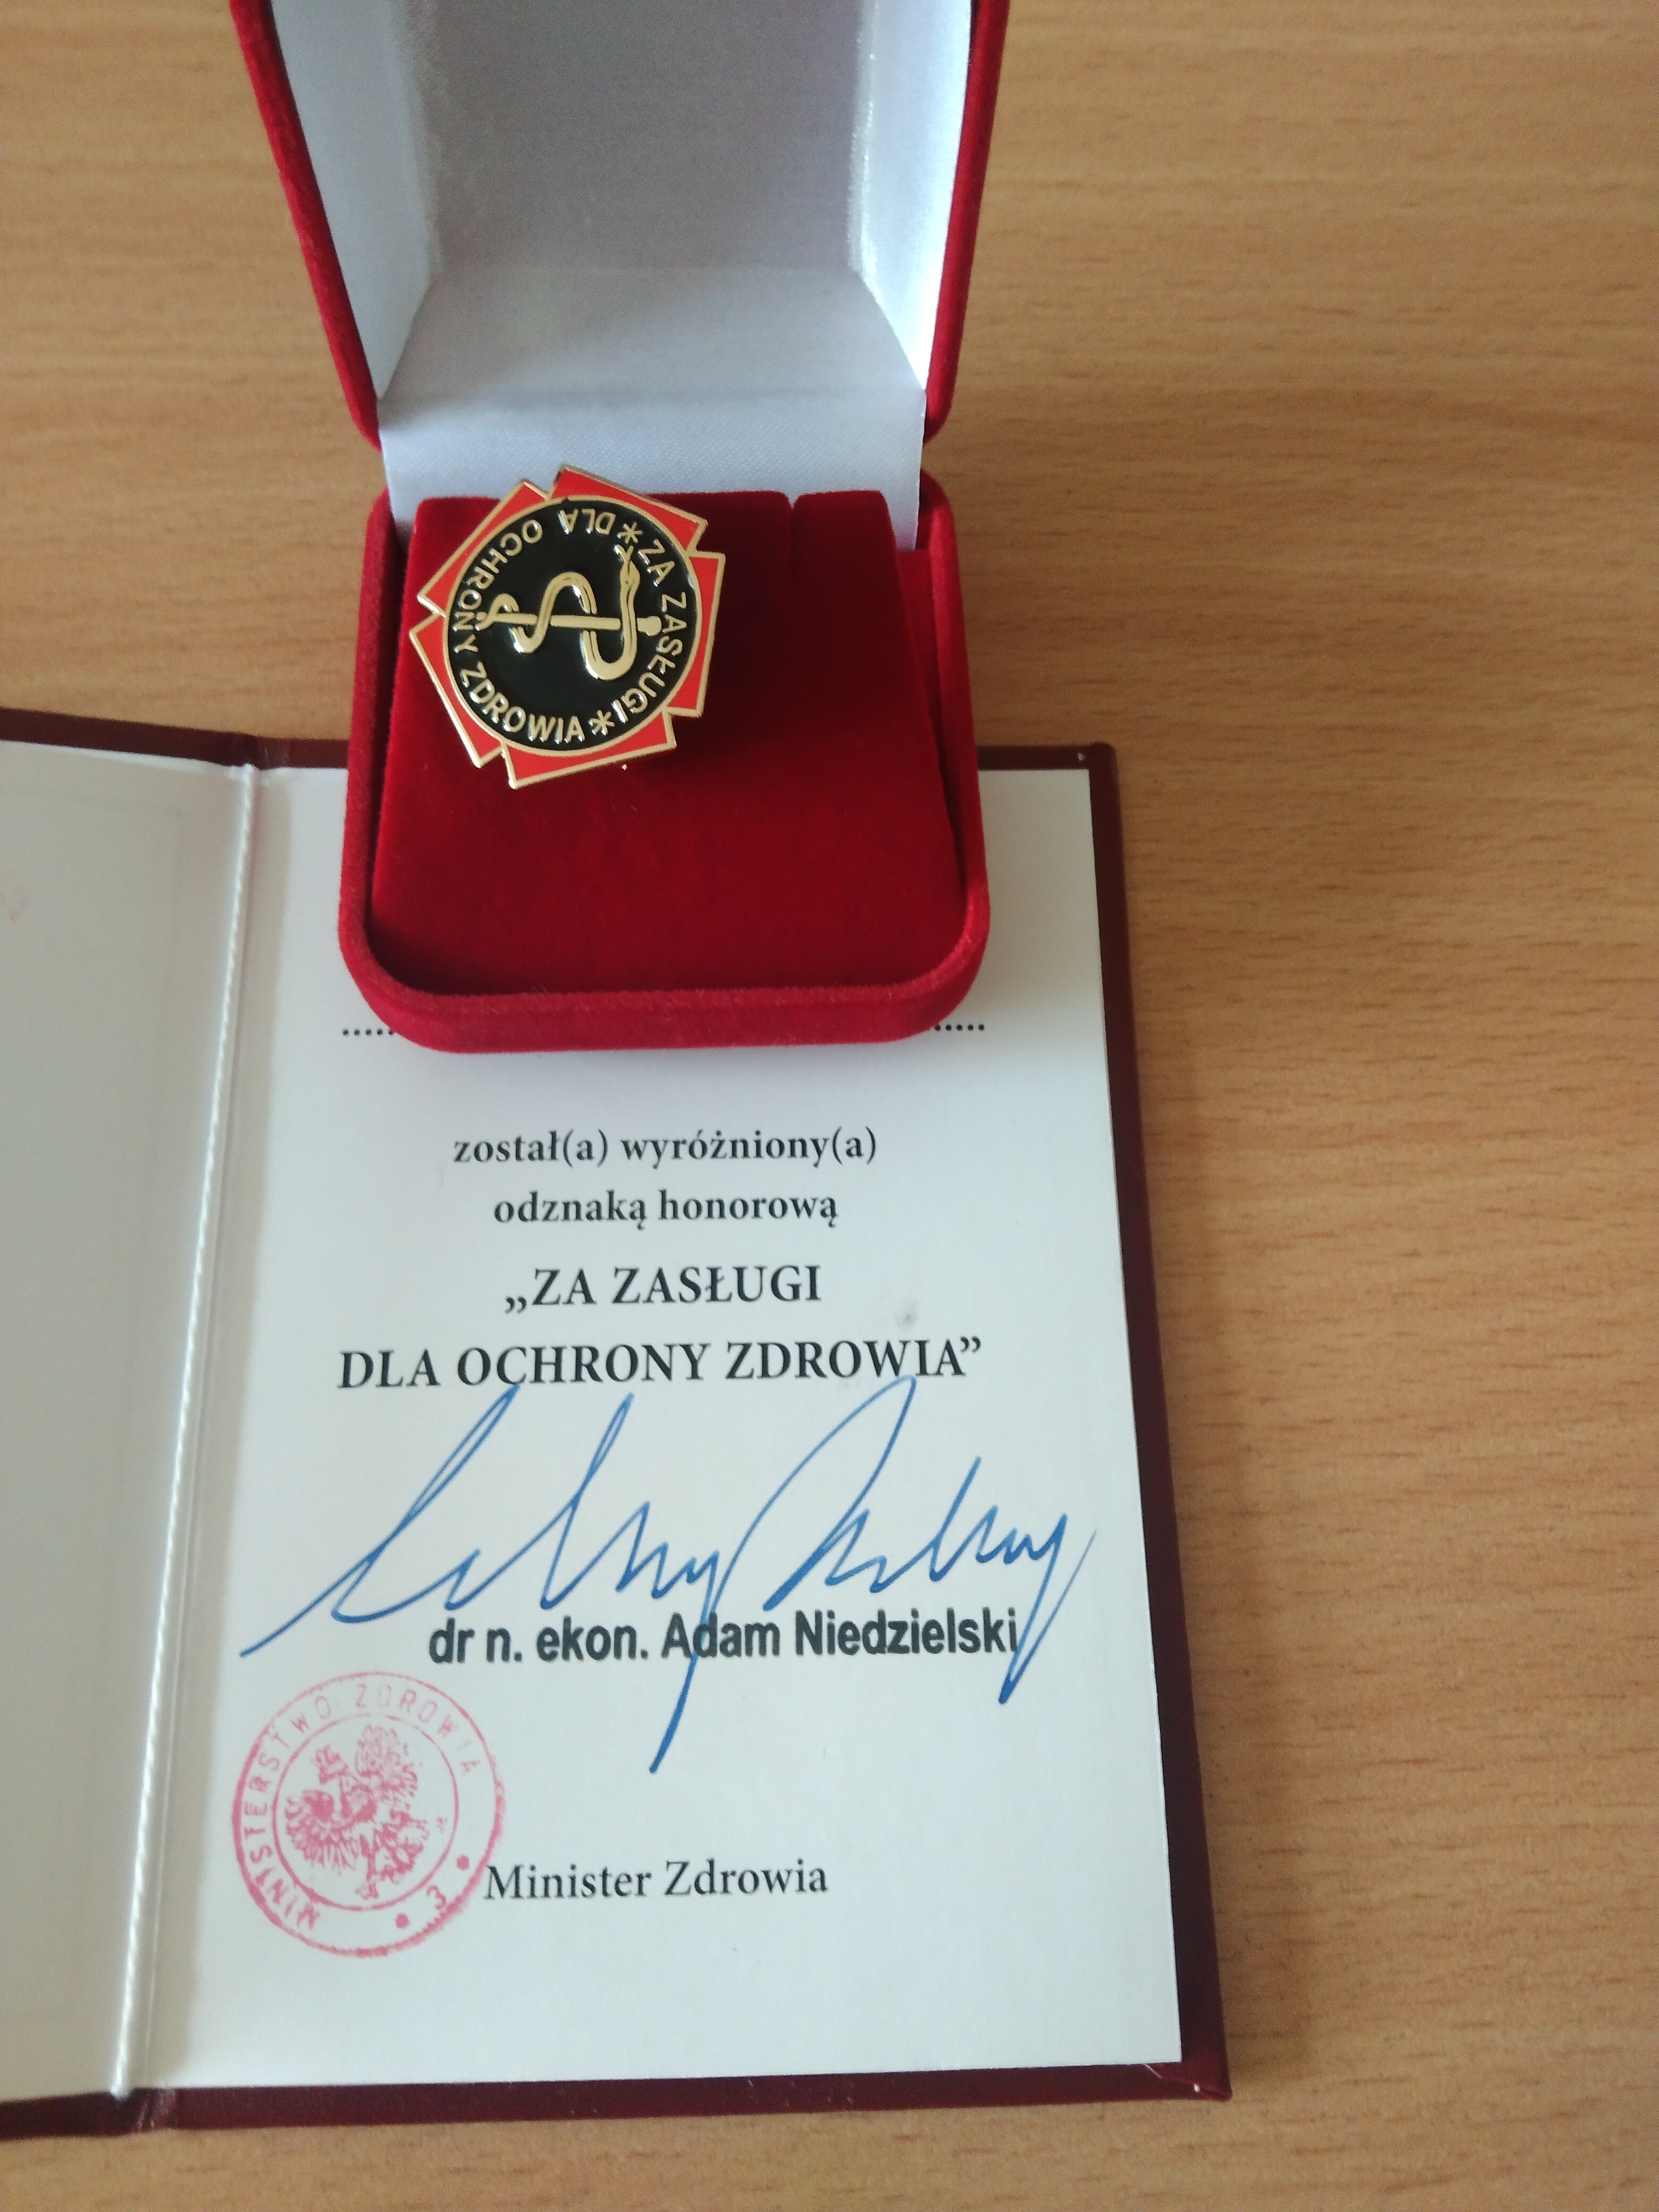 * ZA ZASŁUGI * DLA OCHRONY ZDROWIA
został(a) wyróżniony(a)
odznaką honorową
„ZA ZASŁUGI
DLA OCHRONY ZDROWIA”
dr n. ekon. Adam Niedzielski
MINISTERSTWO ZDROWIA • 3 •
Minister Zdrowia